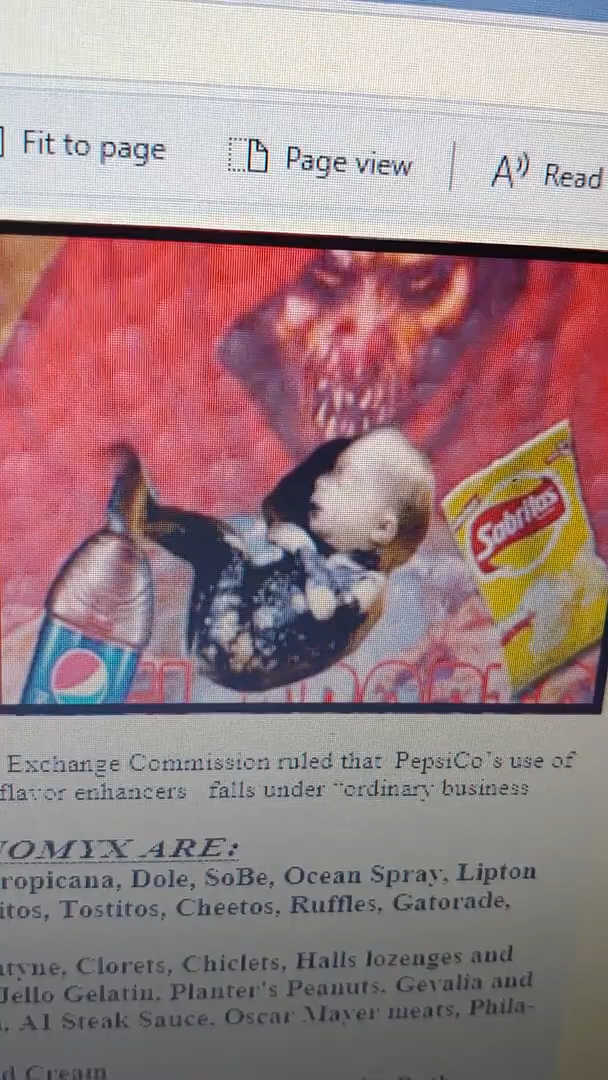 Fit to page
Page view
Read
Sabritas
Exchange Commission ruled that PepsiCo's use of
flavor enhancers falls under "ordinary business
OMYX ARE:
ropicana, Dole, SoBe, Ocean Spray, Lipton
itos, Tostitos, Cheetos, Ruffles, Gatorade,
tyne, Clorets, Chiclets, Halls lozenges and
Jello Gelatin, Planter's Peanuts, Gevalia and
, A1 Steak Sauce, Oscar Mayer meats, Phila-
d Cream